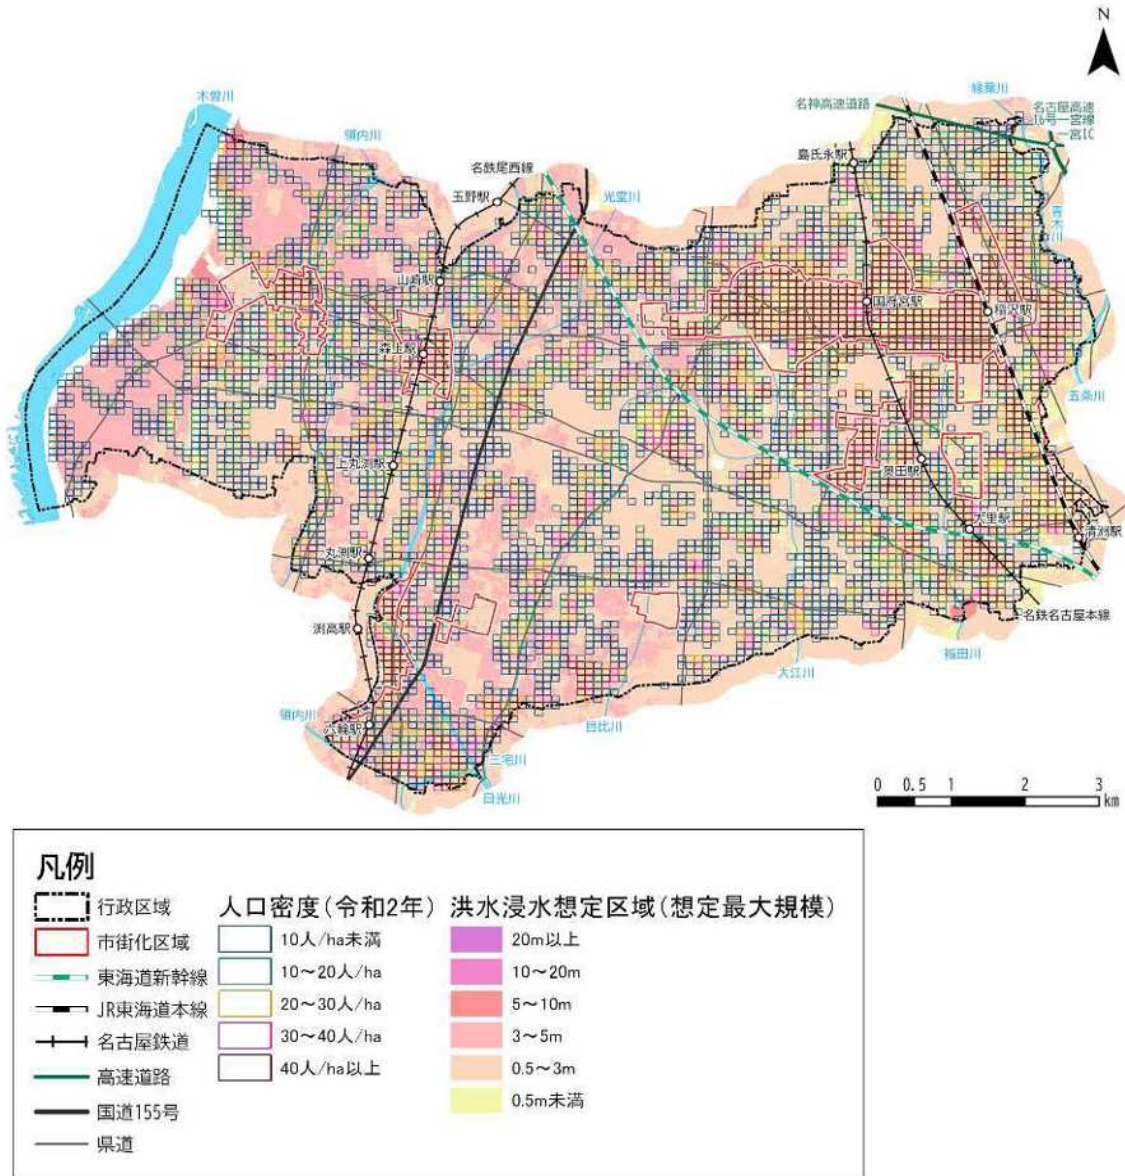 N
木曽川
領内川
名鉄尾西線
玉野駅
光堂川
名神高速道路
縁葉川
名古屋高速
16号一宮線
一宮IC
島氏永駅
青木川
山崎駅
国府宮駅
稲沢駅
森上駅
五条川
上丸渕駅
奥田駅
大里駅
清洲駅
丸渕駅
渕高駅
名鉄名古屋本線
福田川
大江川
領内川
六輪駅
目比川
三宅川
日光川
0 0.5 1 2 3 km
凡例
行政区域
市街化区域
東海道新幹線
JR東海道本線
名古屋鉄道
高速道路
国道155号
県道
人口密度(令和2年)
10人/ha未満
10～20人/ha
20～30人/ha
30～40人/ha
40人/ha以上
洪水浸水想定区域(想定最大規模)
20m以上
10～20m
5～10m
3～5m
0.5～3m
0.5m未満